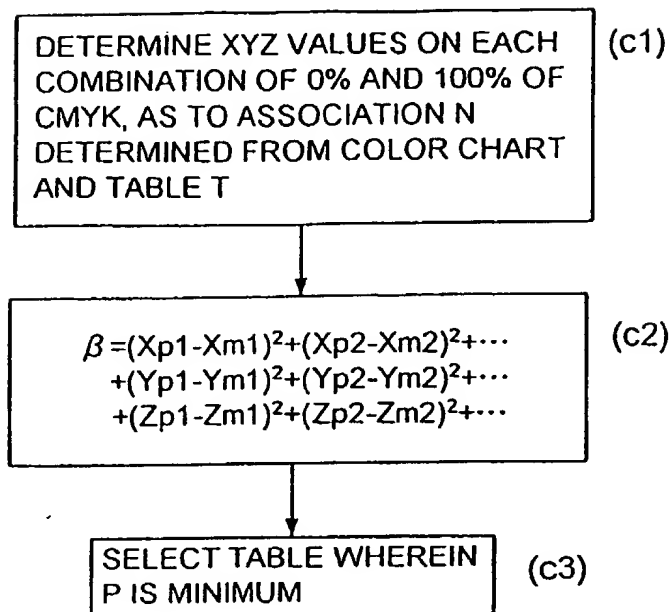 DETERMINE XYZ VALUES ON EACH (c1)
COMBINATION OF 0% AND 100% OF
CMYK, AS TO ASSOCIATION N
DETERMINED FROM COLOR CHART
AND TABLE T
β=(Xp1-Xm1)²+(Xp2-Xm2)²+⋯ (c2)
+(Yp1-Ym1)²+(Yp2-Ym2)²+⋯
+(Zp1-Zm1)²+(Zp2-Zm2)²+⋯
SELECT TABLE WHEREIN (c3)
P IS MINIMUM